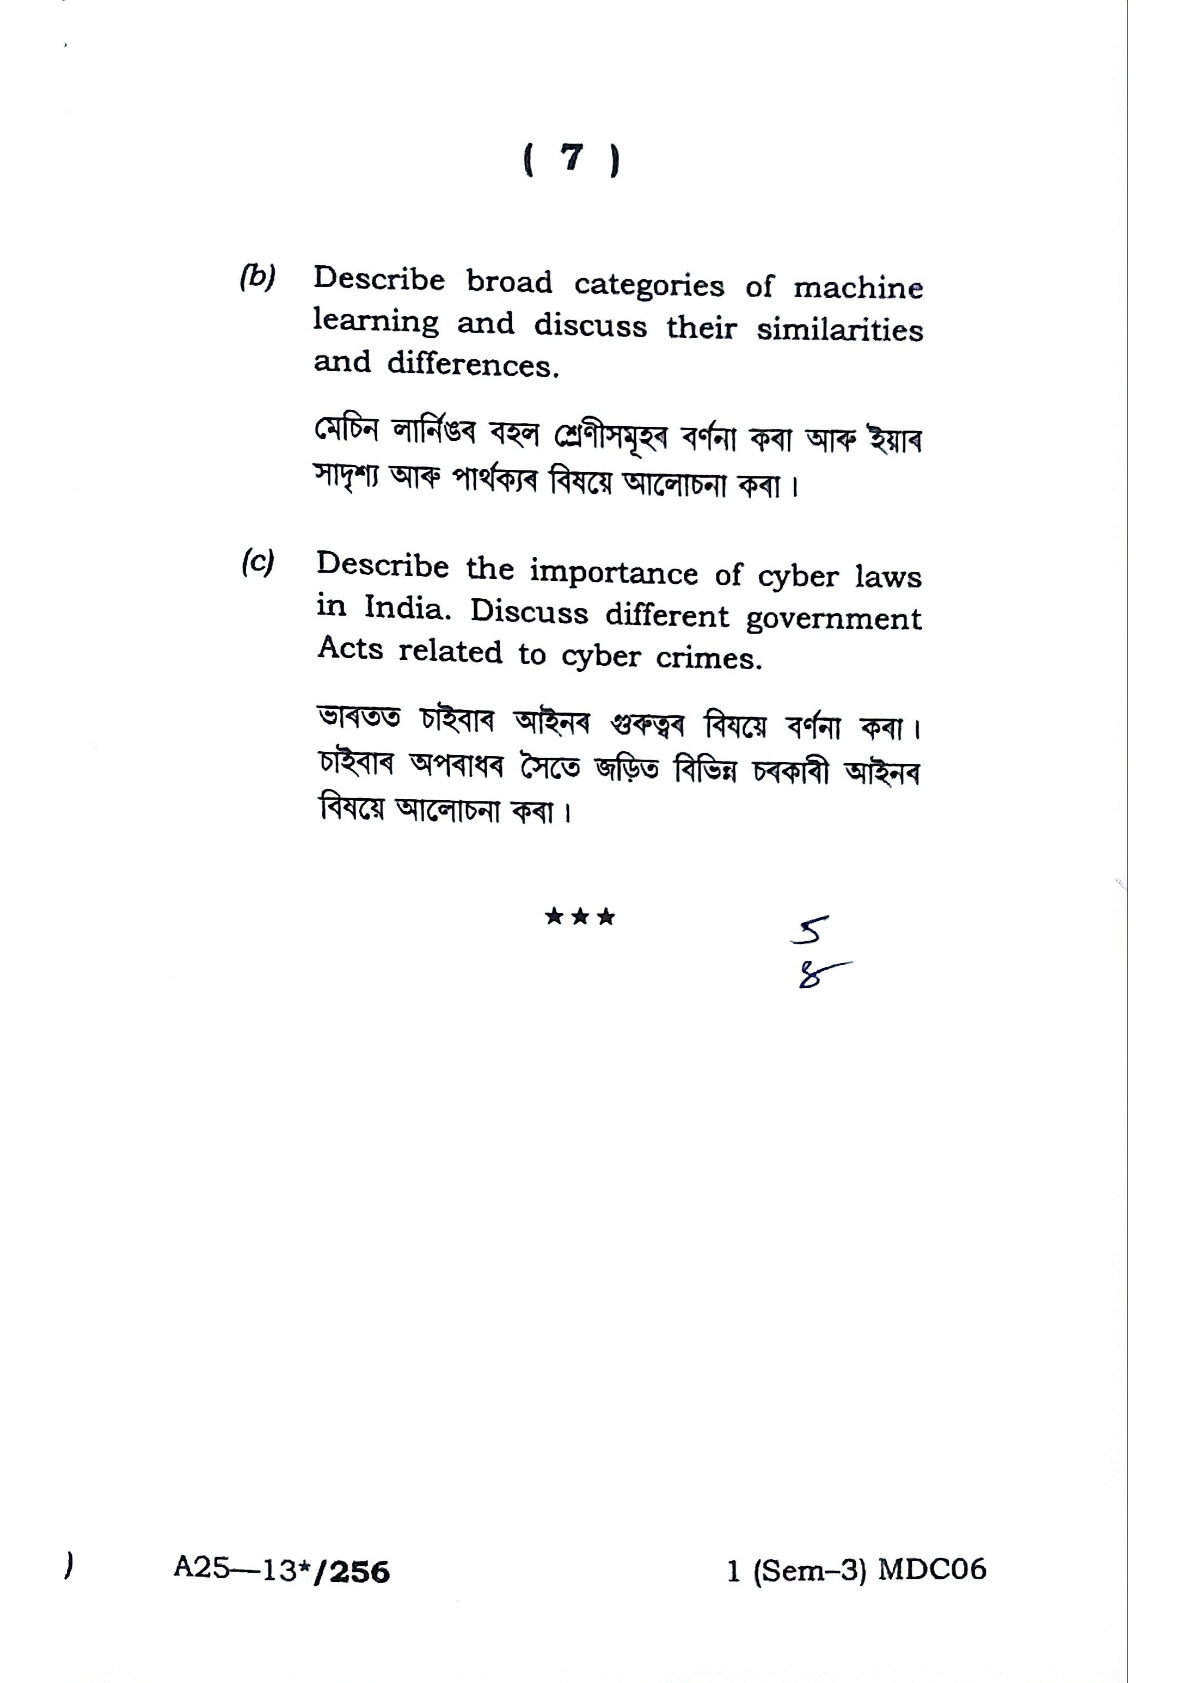 ( 7 )
(b) Describe broad categories of machine
learning and discuss their similarities
and differences.
মেচিন লাৰ্নিঙৰ বহল শ্ৰেণীসমূহৰ বৰ্ণনা কৰা আৰু ইয়াৰ
সাদৃশ্য আৰু পাৰ্থক্যৰ বিষয়ে আলোচনা কৰা।
(c) Describe the importance of cyber laws
in India. Discuss different government
Acts related to cyber crimes.
ভাৰতত চাইবাৰ আইনৰ গুৰুত্বৰ বিষয়ে বৰ্ণনা কৰা।
চাইবাৰ অপৰাধৰ সৈতে জড়িত বিভিন্ন চৰকাৰী আইনৰ
বিষয়ে আলোচনা কৰা।
★★★
5
8
) A25—13*/256 1 (Sem–3) MDC06